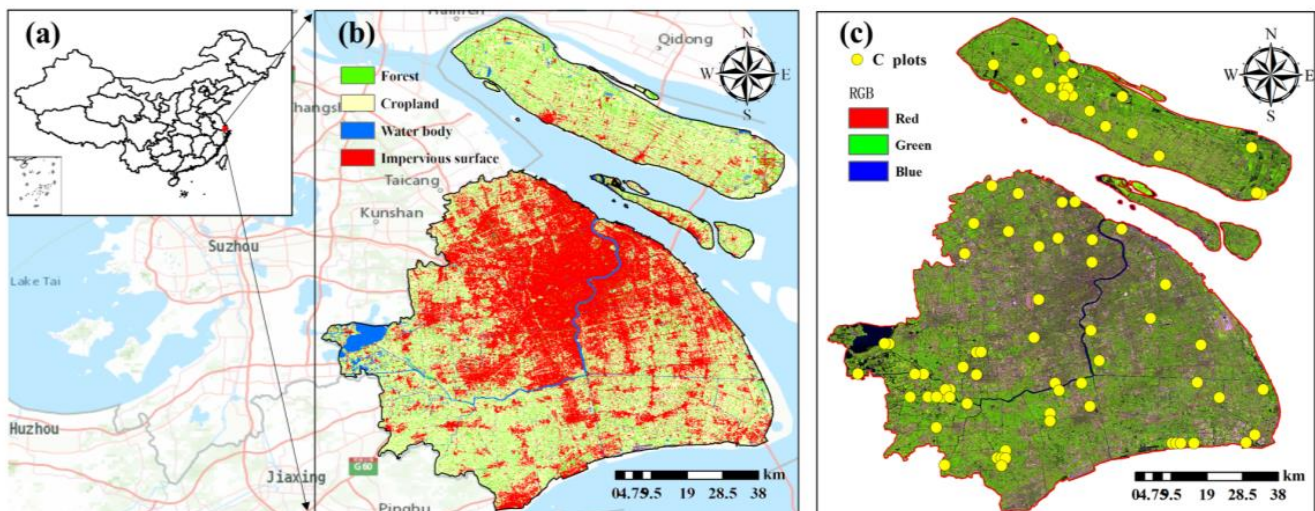 (a)
(b)
(c)
Qidong
N
W
E
S
Forest
Cropland
Water body
Impervious surface
Taicang
Kunshan
Suzhou
Lake Tai
Huzhou
Jiaxing
G60
km
04.79.5 19 28.5 38
C plots
RGB
Red
Green
Blue
N
W
E
S
km
04.79.5 19 28.5 38